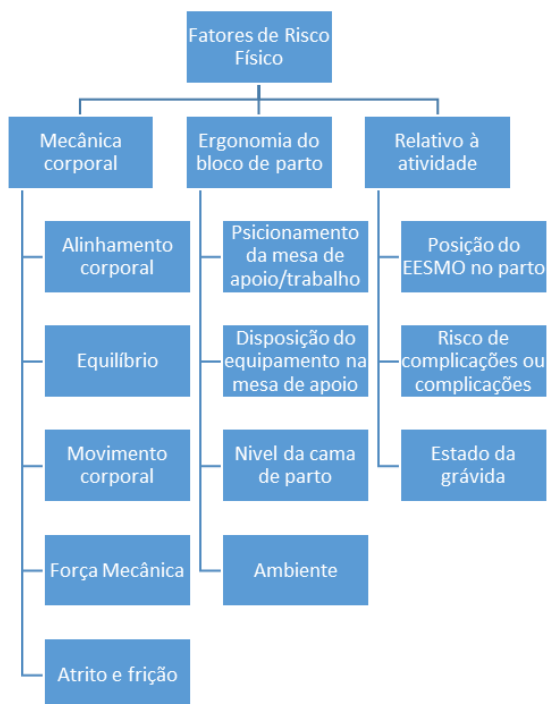 Fatores de Risco
Físico
Mecânica
corporal
Alinhamento
corporal
Equilíbrio
Movimento
corporal
Força Mecânica
Atrito e frição
Ergonomia do
bloco de parto
Psicionamento
da mesa de
apoio/trabalho
Disposição do
equipamento na
mesa de apoio
Nivel da cama
de parto
Ambiente
Relativo à
atividade
Posição do
EESMO no parto
Risco de
complicações ou
complicações
Estado da
grávida